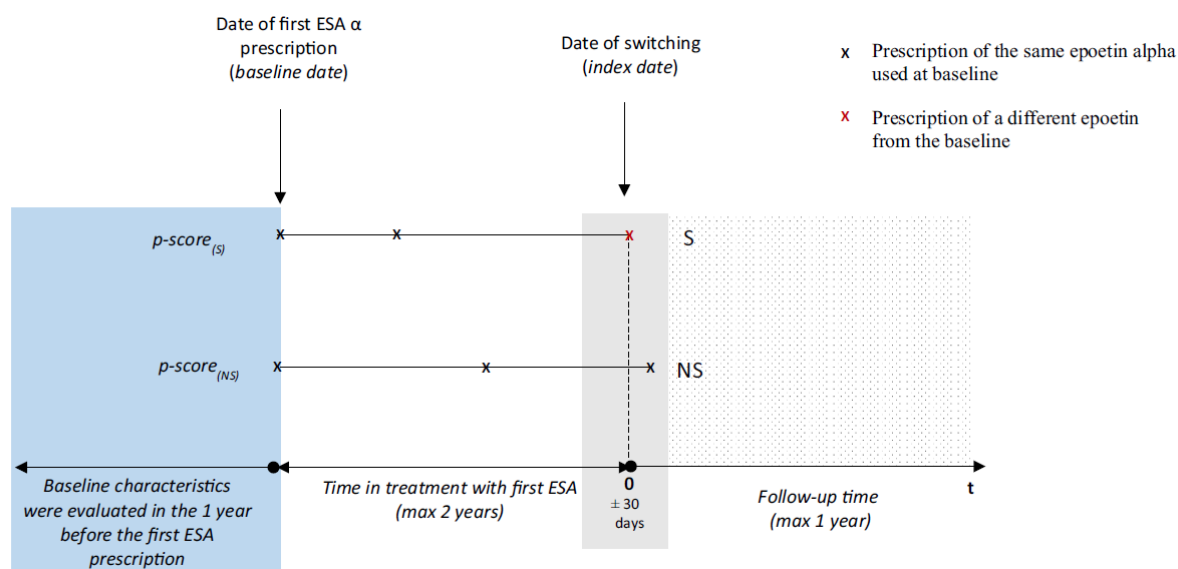 Date of first ESA α
prescription
(baseline date)
Date of switching
(index date)
x Prescription of the same epoetin alpha
used at baseline
x Prescription of a different epoetin
from the baseline
p-score(S)
x
x
x
S
p-score(NS)
x
x
x
NS
Baseline characteristics
were evaluated in the 1 year
before the first ESA
prescription
Time in treatment with first ESA
(max 2 years)
0
± 30
days
Follow-up time
(max 1 year)
t